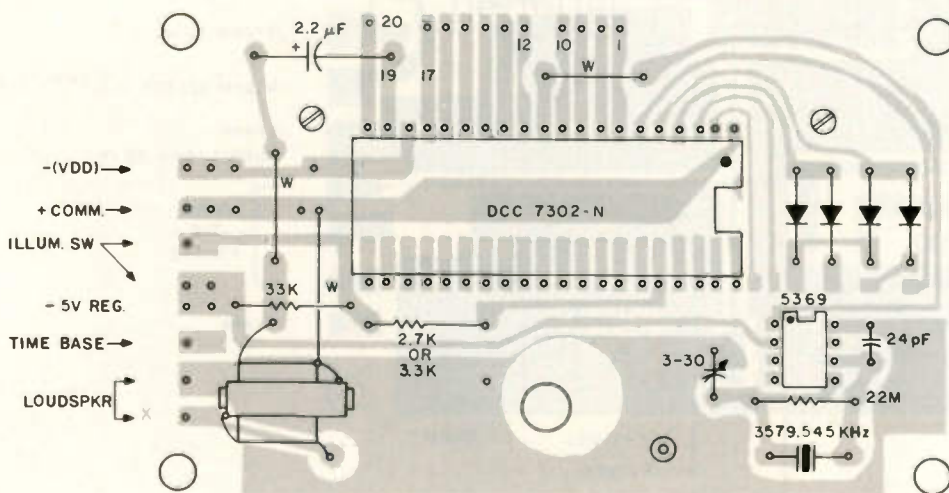 2.2 µF
+
20
19
17
12
10
1
W
-(VDD)
+ COMM.
ILLUM. SW
- 5V REG.
TIME BASE
LOUDSPKR
X
W
W
33K
DCC 7302-N
2.7K
OR
3.3K
3-30
5369
24pF
22M
3579.545 KHz